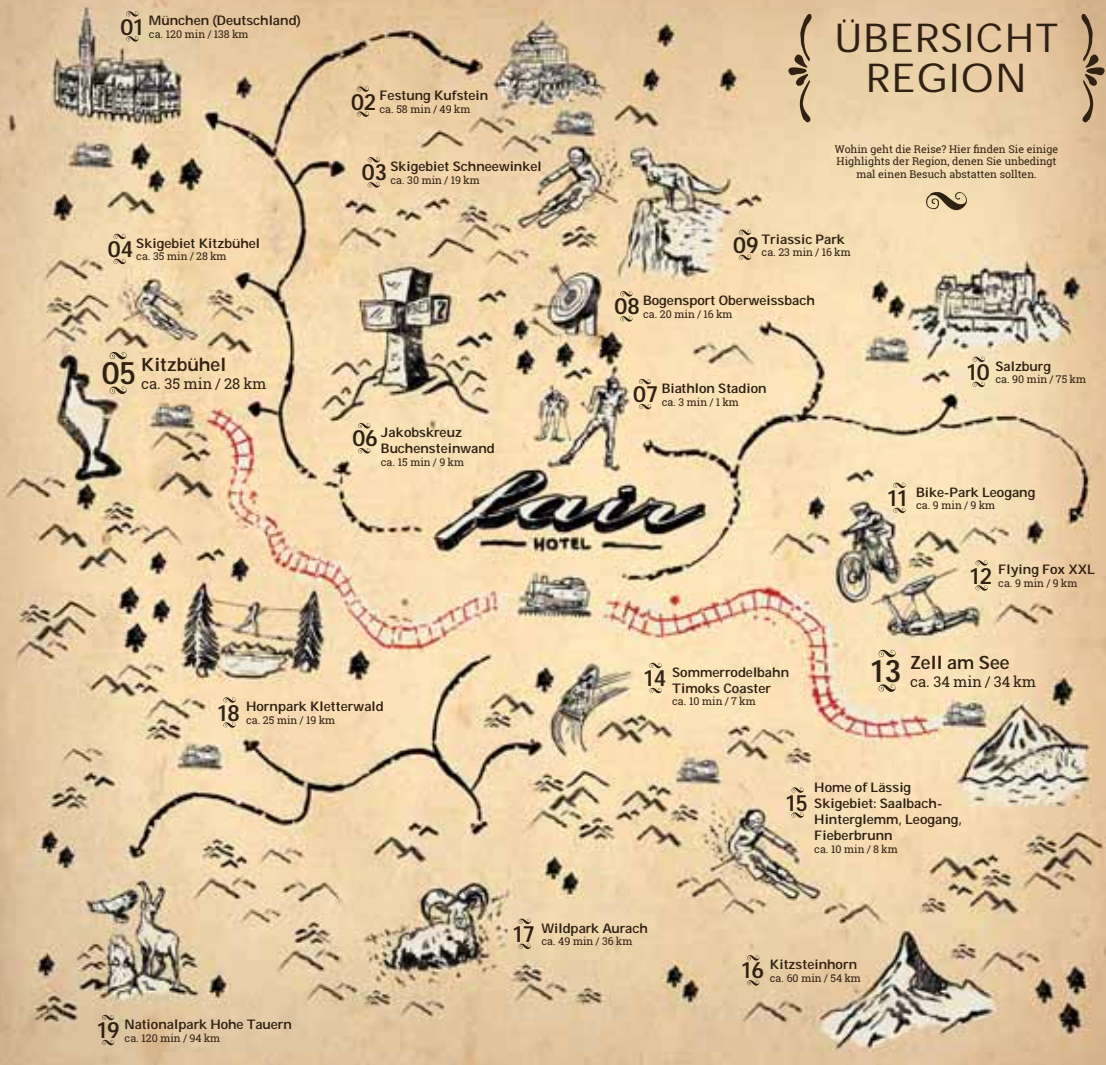 ÜBERSICHT
REGION
Wohin geht die Reise? Hier finden Sie einige
Highlights der Region, denen Sie unbedingt
mal einen Besuch abstatten sollten.
01 München (Deutschland)
ca. 120 min / 138 km
02 Festung Kufstein
ca. 58 min / 49 km
03 Skigebiet Schneewinkel
ca. 30 min / 19 km
04 Skigebiet Kitzbühel
ca. 35 min / 28 km
05 Kitzbühel
ca. 35 min / 28 km
06 Jakobskreuz
Buchensteinwand
ca. 15 min / 9 km
07 Biathlon Stadion
ca. 3 min / 1 km
08 Bogensport Oberweissbach
ca. 20 min / 16 km
09 Triassic Park
ca. 23 min / 16 km
10 Salzburg
ca. 90 min / 75 km
fair
HOTEL
11 Bike-Park Leogang
ca. 9 min / 9 km
12 Flying Fox XXL
ca. 9 min / 9 km
13 Zell am See
ca. 34 min / 34 km
14 Sommerrodelbahn
Timoks Coaster
ca. 10 min / 7 km
15 Home of Lässig
Skigebiet: Saalbach-
Hinterglemm, Leogang,
Fieberbrunn
ca. 10 min / 8 km
16 Kitzsteinhorn
ca. 60 min / 54 km
17 Wildpark Aurach
ca. 49 min / 36 km
18 Hornpark Kletterwald
ca. 25 min / 19 km
19 Nationalpark Hohe Tauern
ca. 120 min / 94 km